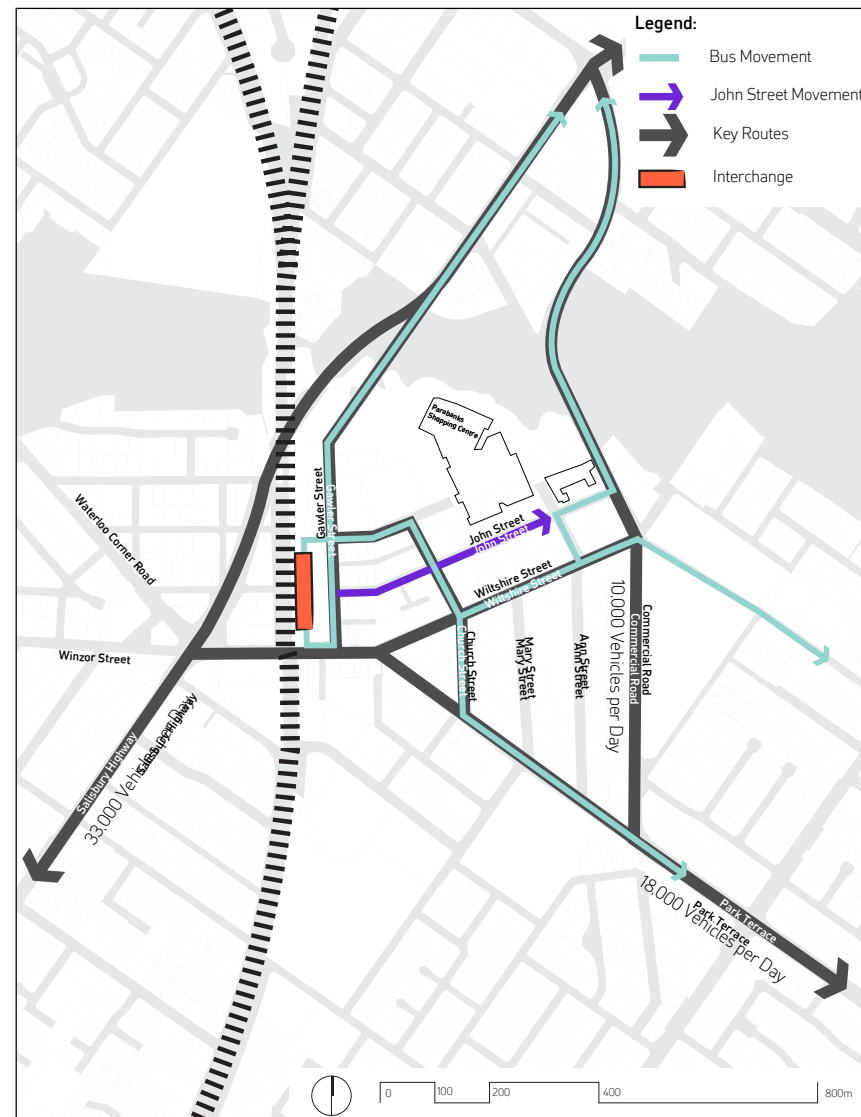 Legend:
Bus Movement
John Street Movement
Key Routes
Interchange
Parabanks
Shopping Centre
Gawler Street
Gawler Street
John Street
John Street
Waterloo Corner Road
Wiltshire Street
Wiltshire Street
Winzor Street
Church Street
Church Street
Mary Street
Mary Street
Ann Street
Ann Street
Commercial Road
Commercial Road
10,000 Vehicles per Day
Salisbury Highway
Salisbury Highway
33,000 Vehicles per Day
Park Terrace
Park Terrace
18,000 Vehicles per Day
0 100 200 400 800m